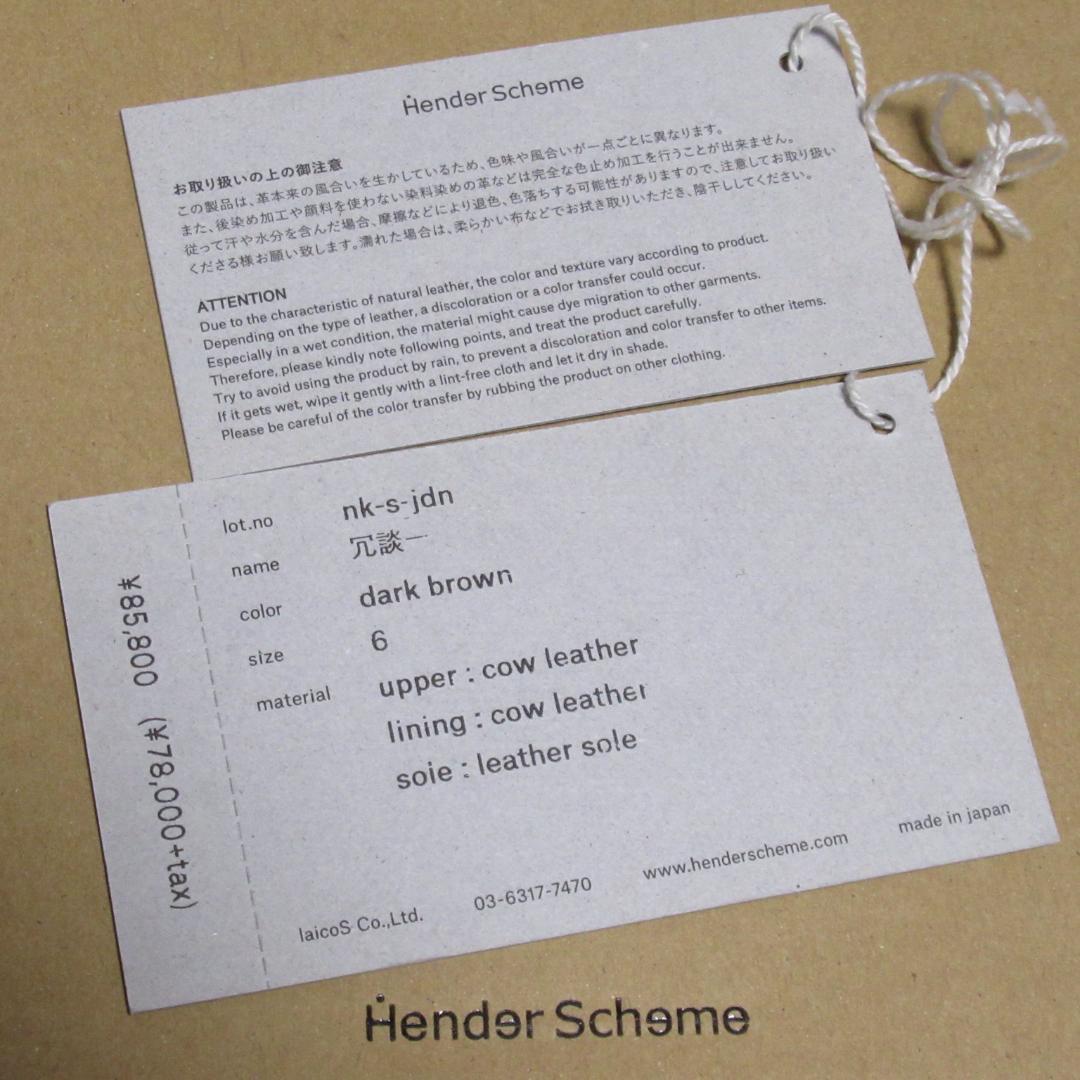 Hender Scheme
お取り扱いの上の御注意
この製品は、革本来の風合いを生かしているため、色味や風合いが一点ごとに異なります。
また、後染め加工や顔料を使わない染料染めの革などは完全な色止め加工を行うことが出来ません。
従って汗や水分を含んだ場合、摩擦などにより退色、色落ちする可能性がありますので、注意してお取り扱い
くださる様お願い致します。濡れた場合は、柔らかい布などでお拭き取りいただき、陰干ししてください。
ATTENTION
Due to the characteristic of natural leather, the color and texture vary according to product.
Depending on the type of leather, a discoloration or a color transfer could occur.
Especially in a wet condition, the material might cause dye migration to other garments.
Therefore, please kindly note following points, and treat the product carefully.
Try to avoid using the product by rain, to prevent a discoloration and color transfer to other items.
If it gets wet, wipe it gently with a lint-free cloth and let it dry in shade.
Please be careful of the color transfer by rubbing the product on other clothing.
¥85,800 (¥78,000+tax)
lot.no nk-s-jdn
name 冗談一
color dark brown
size 6
material upper : cow leather
lining : cow leather
soie : leather sole
laicoS Co.,Ltd. 03-6317-7470 www.henderscheme.com made in japan
Hender Scheme